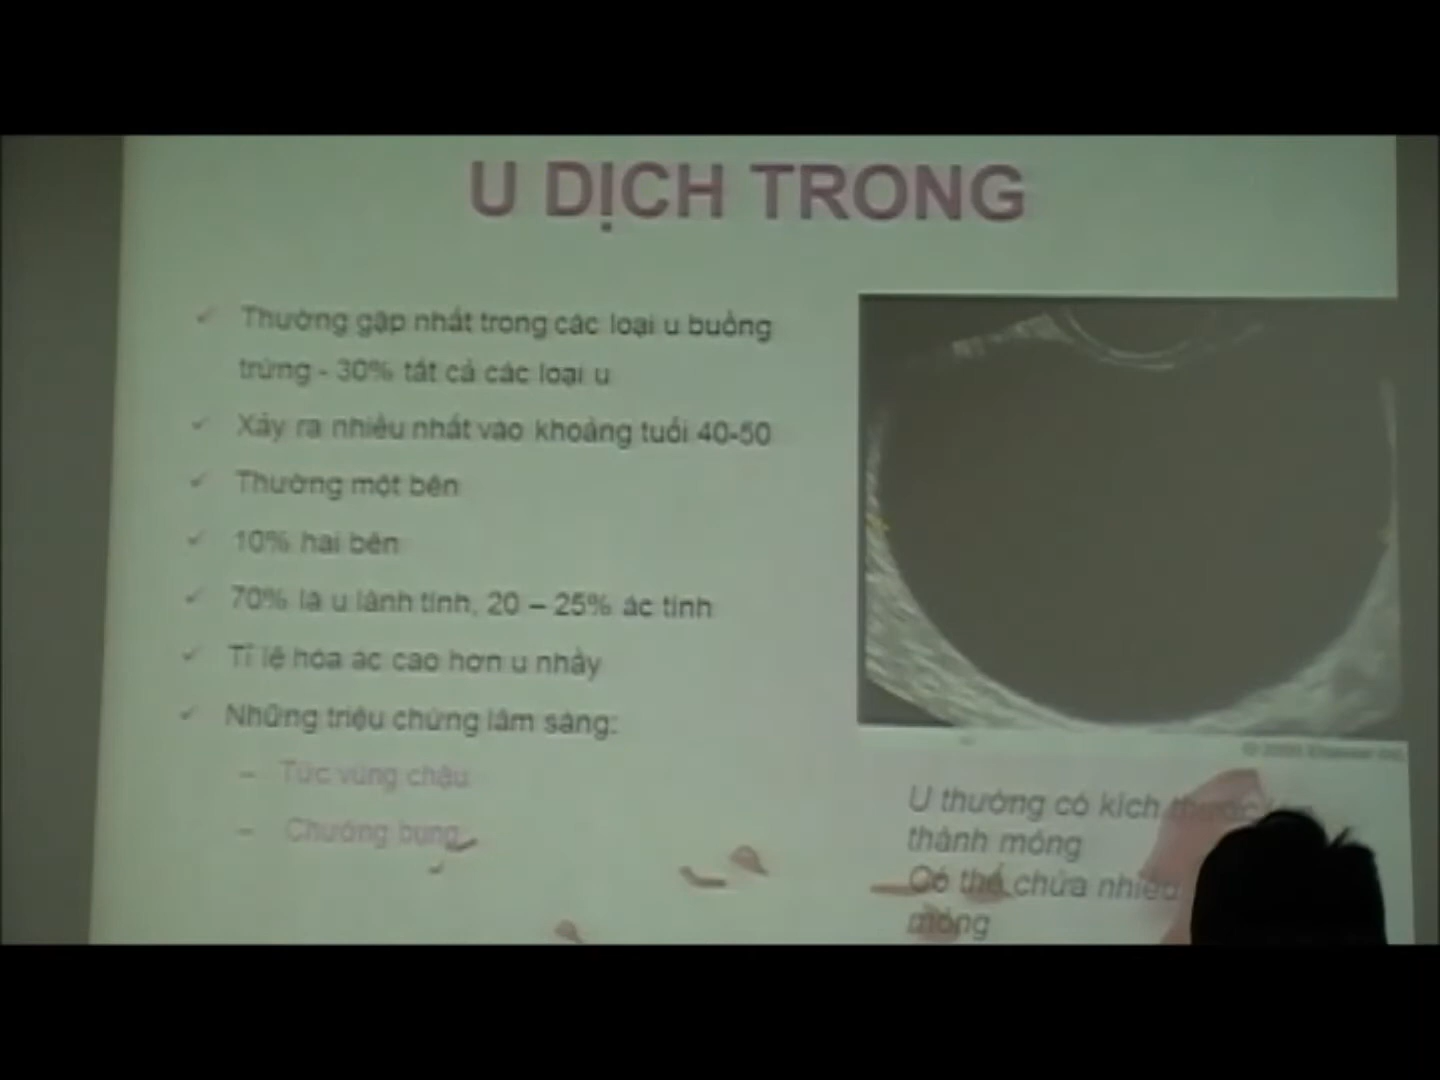 U DỊCH TRONG
Thường gặp nhất trong các loại u buồng
trứng - 30% tất cả các loại u
Xảy ra nhiều nhất vào khoảng tuổi 40-50
Thường một bên
10% hai bên
70% là u lành tính, 20 – 25% ác tính
Tỉ lệ hóa ác cao hơn u nhầy
Những triệu chứng lâm sàng:
– Tức vùng chậu
– Chướng bụng
U thường có kích thước
thành mỏng
Có thể chứa nhiều
mỏng